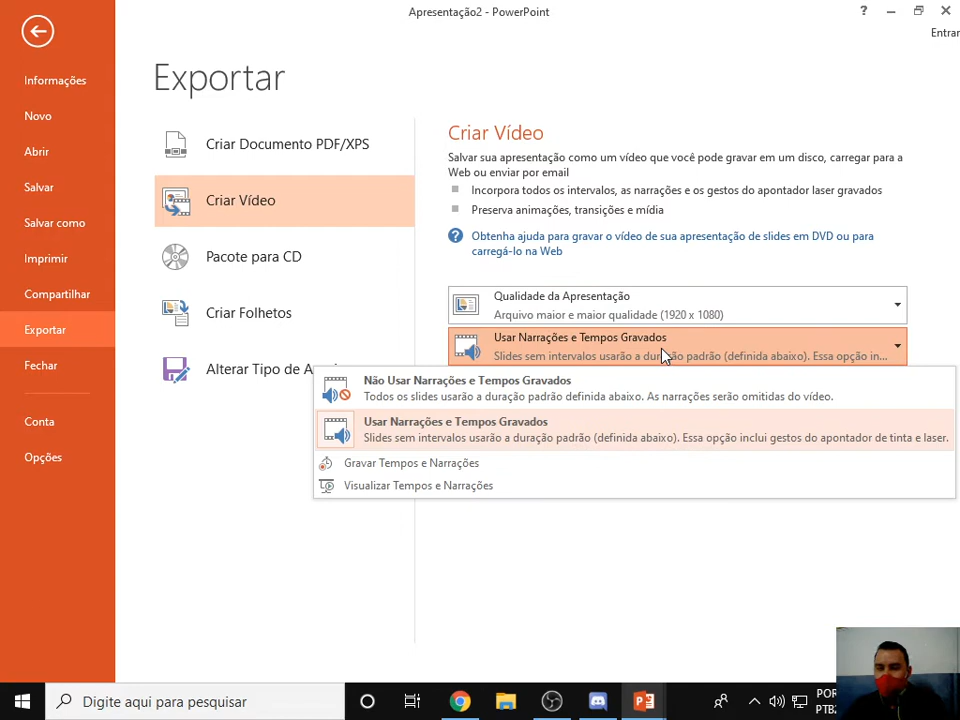 Apresentação2 - PowerPoint
?
Entrar
Informações
Novo
Abrir
Salvar
Salvar como
Imprimir
Compartilhar
Exportar
Fechar
Conta
Opções
Exportar
Criar Documento PDF/XPS
Criar Vídeo
Pacote para CD
Criar Folhetos
Alterar Tipo de
Criar Vídeo
Salvar sua apresentação como um vídeo que você pode gravar em um disco, carregar para a
Web ou enviar por email
Incorpora todos os intervalos, as narrações e os gestos do apontador laser gravados
Preserva animações, transições e mídia
Obtenha ajuda para gravar o vídeo de sua apresentação de slides em DVD ou para
carregá-lo na Web
Qualidade da Apresentação
Arquivo maior e maior qualidade (1920 x 1080)
Usar Narrações e Tempos Gravados
Slides sem intervalos usarão a duração padrão (definida abaixo). Essa opção in...
Não Usar Narrações e Tempos Gravados
Todos os slides usarão a duração padrão definida abaixo. As narrações serão omitidas do vídeo.
Usar Narrações e Tempos Gravados
Slides sem intervalos usarão a duração padrão (definida abaixo). Essa opção inclui gestos do apontador de tinta e laser.
Gravar Tempos e Narrações
Visualizar Tempos e Narrações
Digite aqui para pesquisar
POR
PTB2